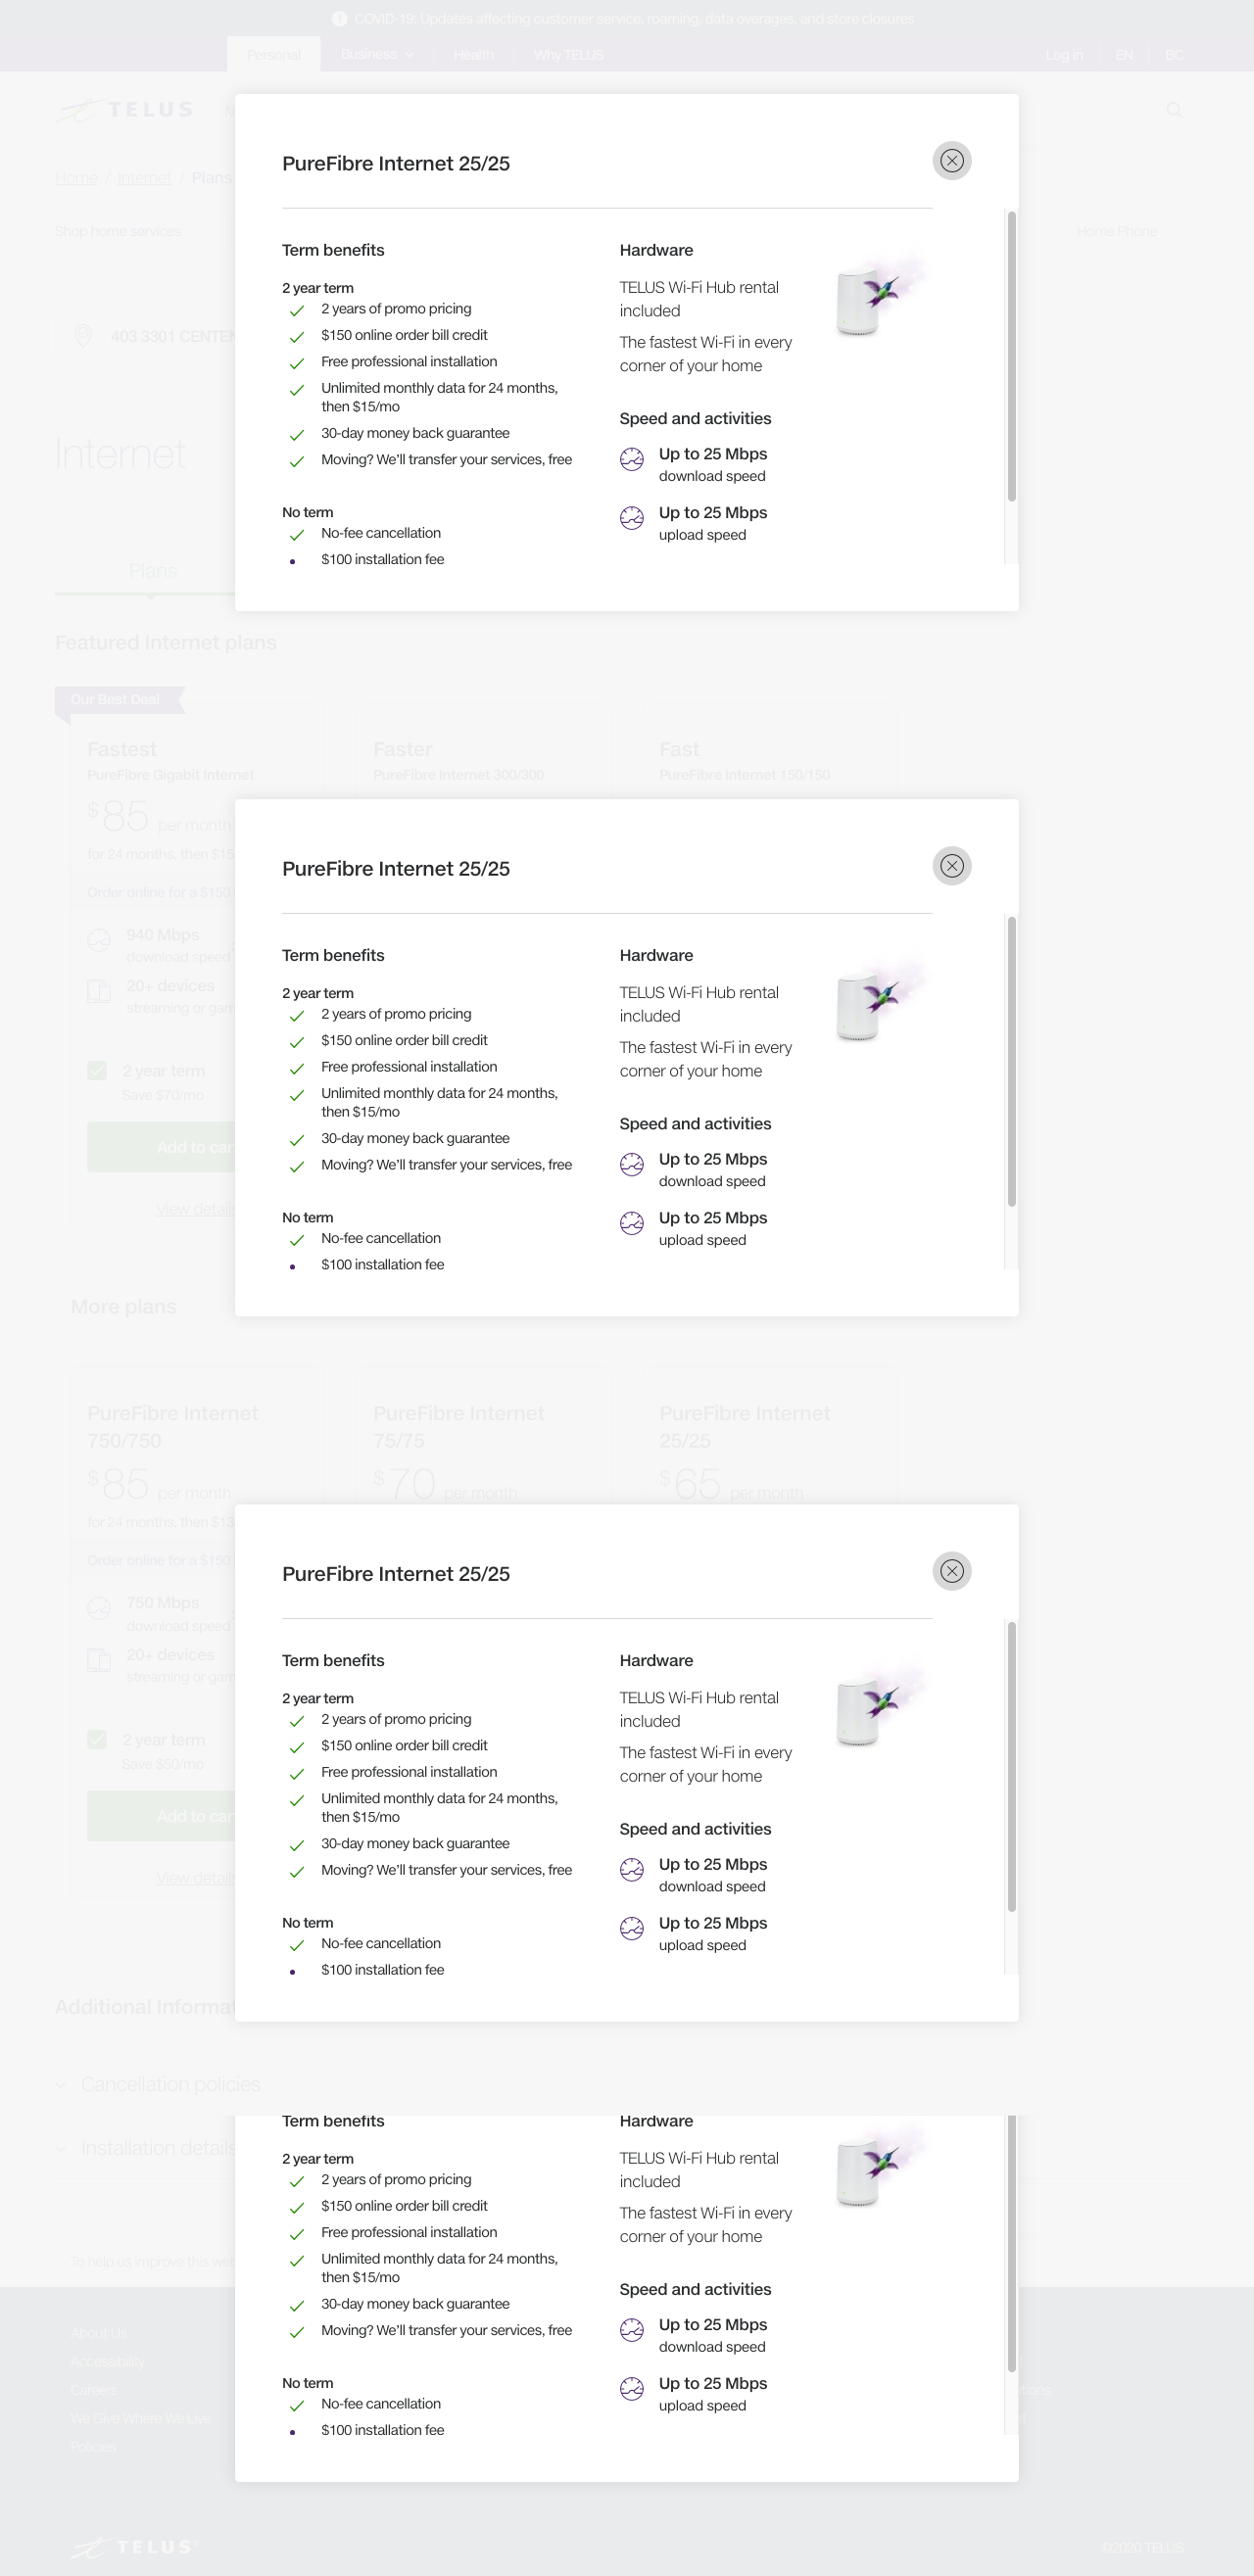 COVID-19: Updates affecting customer service, roaming, data overages, and store closures
Personal Business Health Why TELUS Log in EN BC
TELUS
Home / Internet / Plans
Shop home services Home Phone
403 3301 CENTEN
Internet
Plans
PureFibre Internet 25/25
Term benefits
2 year term
2 years of promo pricing
$150 online order bill credit
Free professional installation
Unlimited monthly data for 24 months,
then $15/mo
30-day money back guarantee
Moving? We'll transfer your services, free
No term
No-fee cancellation
$100 installation fee
Hardware
TELUS Wi-Fi Hub rental
included
The fastest Wi-Fi in every
corner of your home
Speed and activities
Up to 25 Mbps
download speed
Up to 25 Mbps
upload speed
Featured Internet plans
Our Best Deal
Fastest
PureFibre Gigabit Internet
$85 per month
for 24 months, then $15
Order online for a $150
940 Mbps
download speed
20+ devices
streaming or gam
2 year term
Save $70/mo
Add to car
View details
Faster
PureFibre Internet 300/300
Fast
PureFibre Internet 150/150
PureFibre Internet 25/25
Term benefits
2 year term
2 years of promo pricing
$150 online order bill credit
Free professional installation
Unlimited monthly data for 24 months,
then $15/mo
30-day money back guarantee
Moving? We'll transfer your services, free
No term
No-fee cancellation
$100 installation fee
Hardware
TELUS Wi-Fi Hub rental
included
The fastest Wi-Fi in every
corner of your home
Speed and activities
Up to 25 Mbps
download speed
Up to 25 Mbps
upload speed
More plans
PureFibre Internet
750/750
$85 per month
for 24 months, then $13
Order online for a $150
750 Mbps
download speed
20+ devices
streaming or gam
2 year term
Save $50/mo
Add to car
View details
PureFibre Internet
75/75
$70 per month
PureFibre Internet
25/25
$65 per month
PureFibre Internet 25/25
Term benefits
2 year term
2 years of promo pricing
$150 online order bill credit
Free professional installation
Unlimited monthly data for 24 months,
then $15/mo
30-day money back guarantee
Moving? We'll transfer your services, free
No term
No-fee cancellation
$100 installation fee
Hardware
TELUS Wi-Fi Hub rental
included
The fastest Wi-Fi in every
corner of your home
Speed and activities
Up to 25 Mbps
download speed
Up to 25 Mbps
upload speed
Additional Informat
Cancellation policies
Installation details
Term benefits
2 year term
2 years of promo pricing
$150 online order bill credit
Free professional installation
Unlimited monthly data for 24 months,
then $15/mo
30-day money back guarantee
Moving? We'll transfer your services, free
No term
No-fee cancellation
$100 installation fee
Hardware
TELUS Wi-Fi Hub rental
included
The fastest Wi-Fi in every
corner of your home
Speed and activities
Up to 25 Mbps
download speed
Up to 25 Mbps
upload speed
To help us improve this web
About Us
Accessibility
Careers
We Give Where We Live
Policies
TELUS
©2020 TELUS